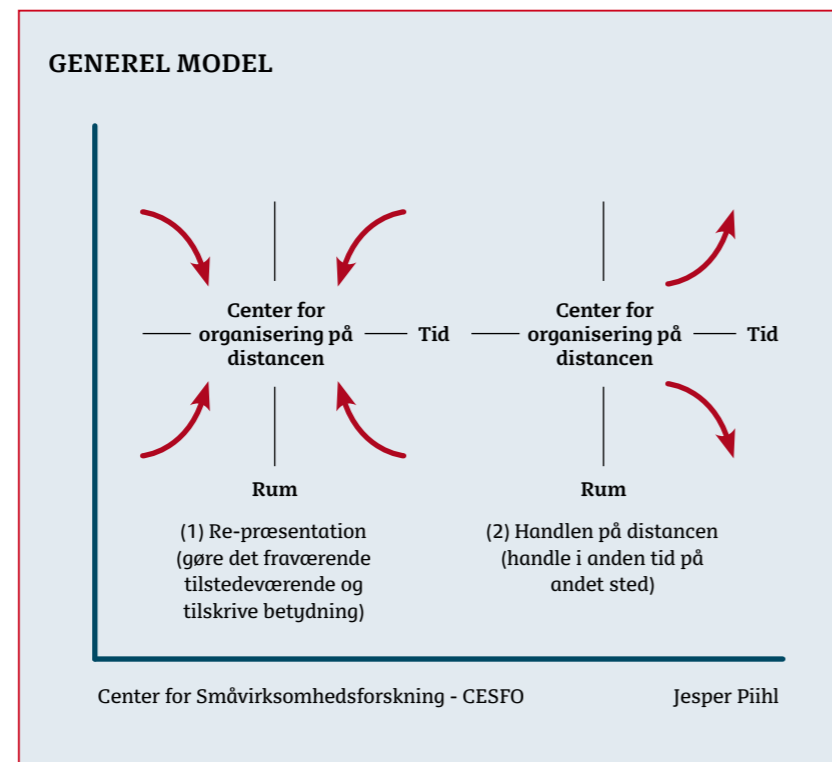 GENEREL MODEL
Center for
organisering på
distancen
Tid
Rum
(1) Re-præsentation
(gøre det fraværende
tilstedeværende og
tilskrive betydning)
Center for
organisering på
distancen
Tid
Rum
(2) Handlen på distancen
(handle i anden tid på
andet sted)
Center for Småvirksomhedsforskning - CESFO
Jesper Piihl